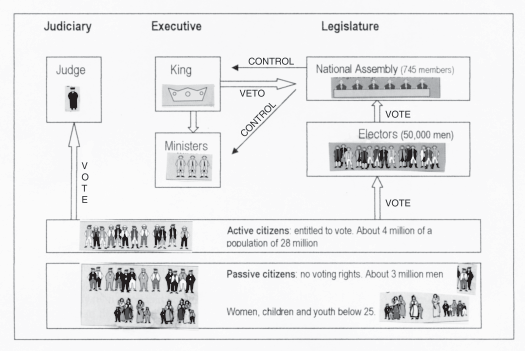 Judiciary Executive Legislature
Judge
King
CONTROL
VETO
CONTROL
National Assembly (745 members)
VOTE
Ministers
Electors (50,000 men)
VOTE
VOTE
Active citizens: entitled to vote. About 4 million of a
population of 28 million
Passive citizens: no voting rights. About 3 million men
Women, children and youth below 25.